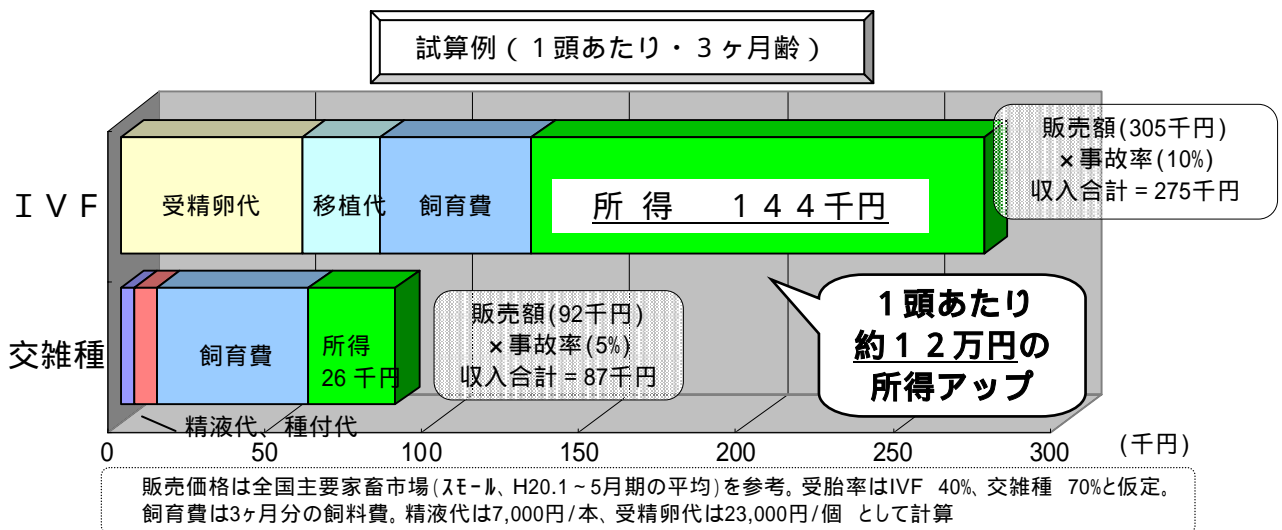 試算例（１頭あたり・３ヶ月齢）
ＩＶＦ
受精卵代
移植代
飼育費
所 得　１４４千円
販売額(305千円)
×事故率(10%)
収入合計＝275千円
交雑種
飼育費
所得
26千円
販売額(92千円)
×事故率(5%)
収入合計＝87千円
１頭あたり
約１２万円の
所得アップ
精液代、種付代
0 50 100 150 200 250 300 (千円)
販売価格は全国主要家畜市場(ｽﾓｰﾙ、H20.1～5月期の平均)を参考。受胎率はIVF 40%、交雑種 70%と仮定。
飼育費は3ヶ月分の飼料費。精液代は7,000円/本、受精卵代は23,000円/個 として計算